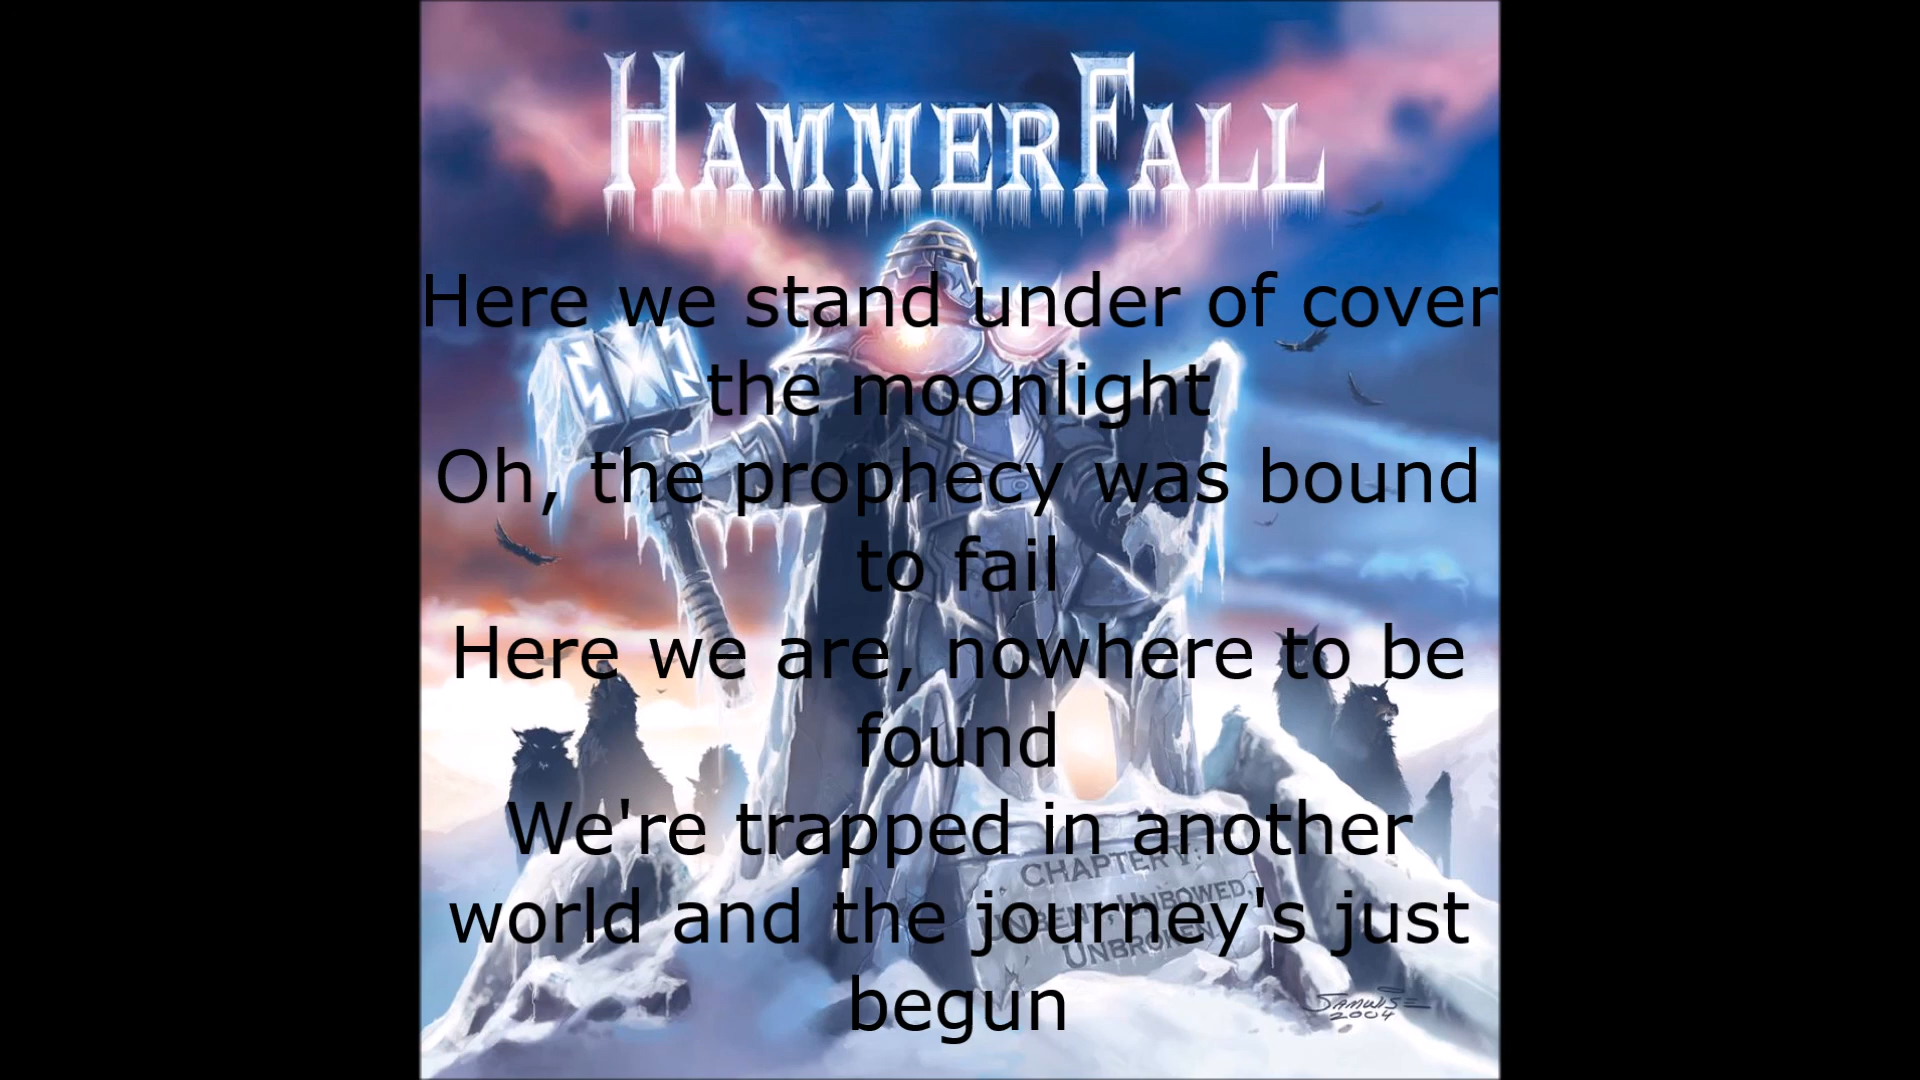 HAMMERFALL
Here we stand under of cover
the moonlight
Oh, the prophecy was bound
to fail
Here we are, nowhere to be
found
We're trapped in another
world and the journey's just
begun
CHAPTER V:
UNBENT, UNBOWED,
UNBROKEN
SAMWISE
2004